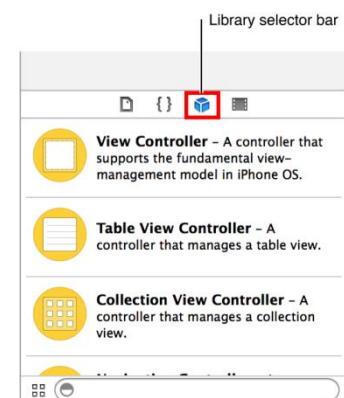 Library selector bar
{ }
View Controller – A controller that
supports the fundamental view-
management model in iPhone OS.
Table View Controller – A
controller that manages a table view.
Collection View Controller – A
controller that manages a collection
view.